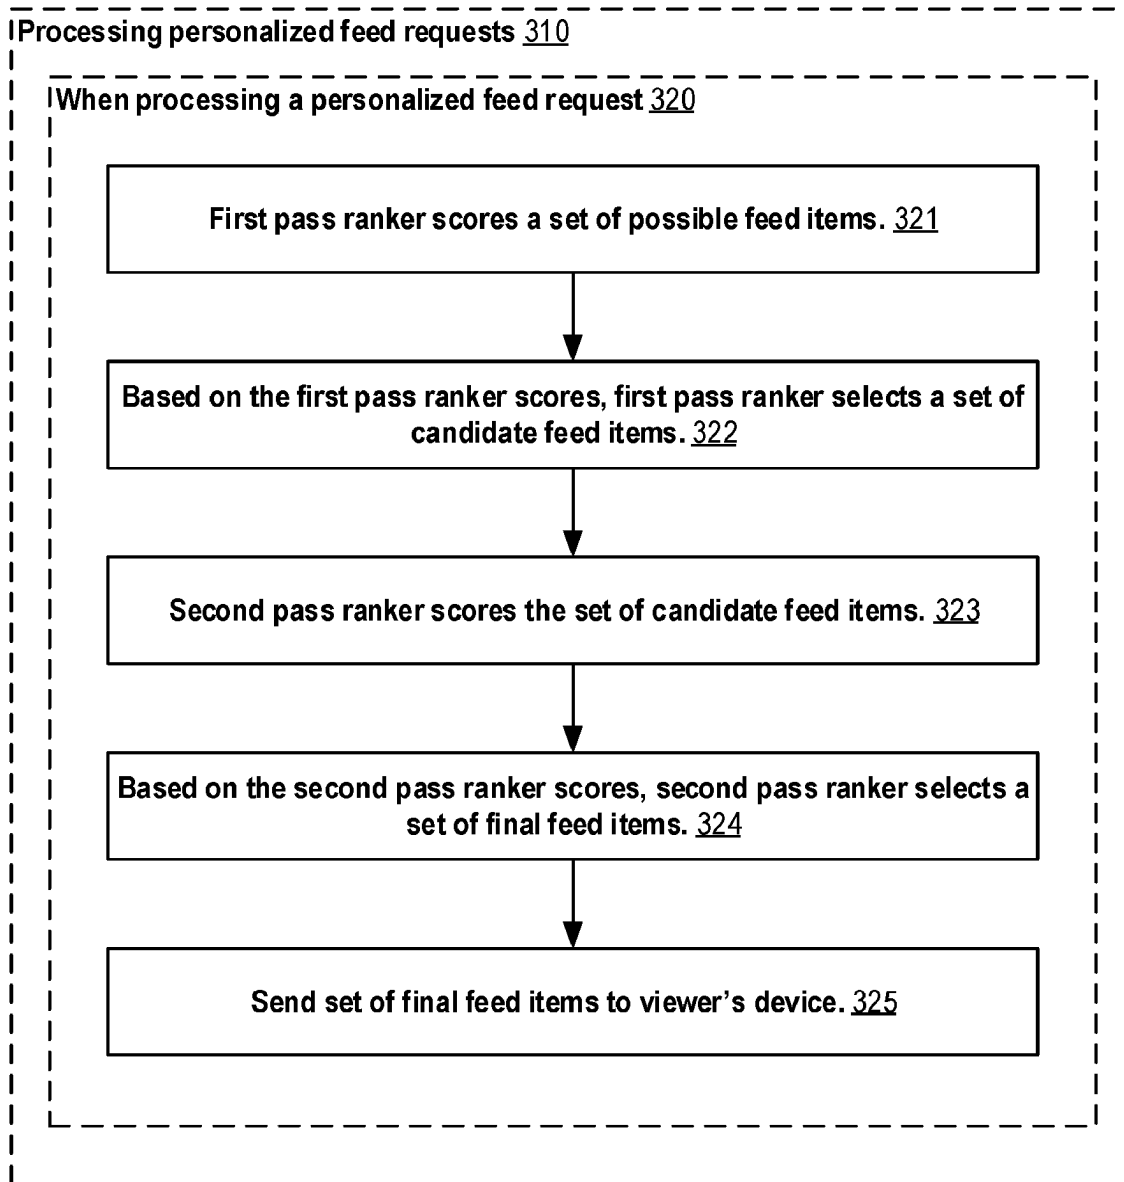 Processing personalized feed requests 310
When processing a personalized feed request 320
First pass ranker scores a set of possible feed items. 321
Based on the first pass ranker scores, first pass ranker selects a set of
candidate feed items. 322
Second pass ranker scores the set of candidate feed items. 323
Based on the second pass ranker scores, second pass ranker selects a
set of final feed items. 324
Send set of final feed items to viewer’s device. 325